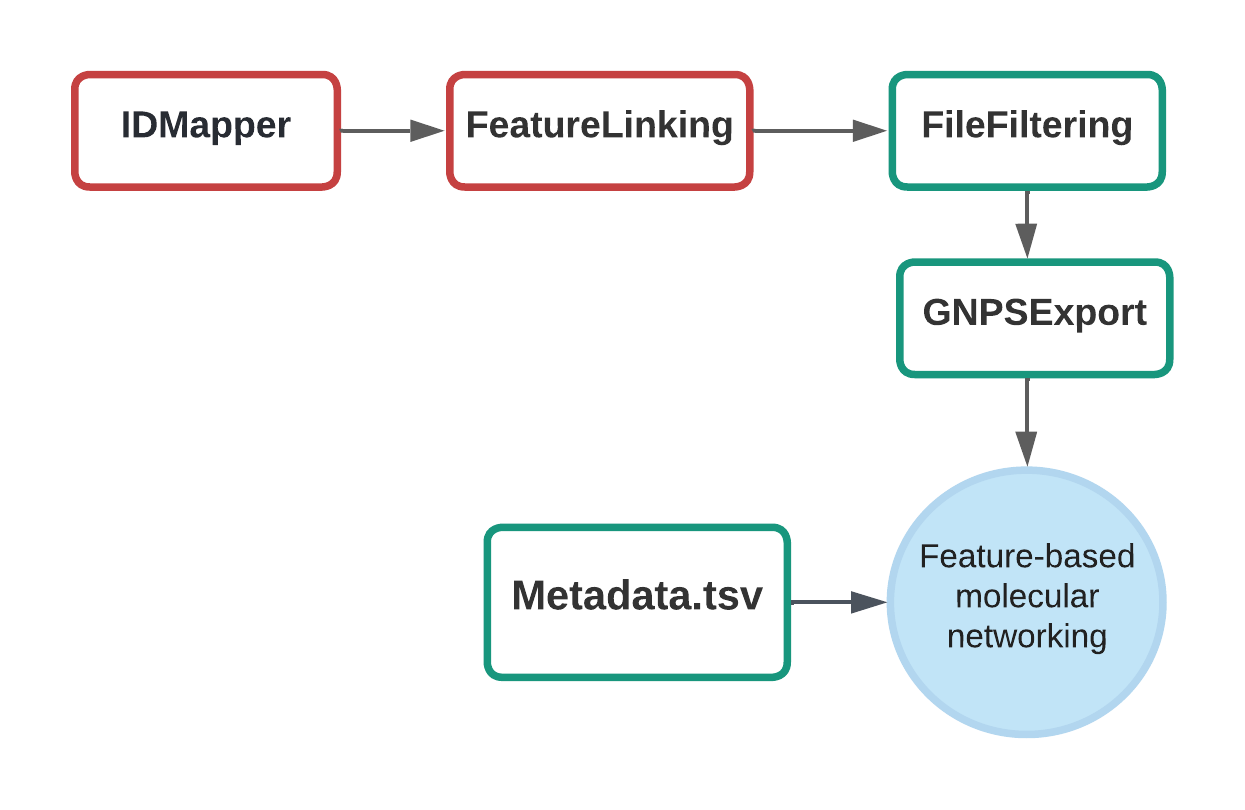 IDMapper
FeatureLinking
FileFiltering
GNPSExport
Metadata.tsv
Feature-based
molecular
networking